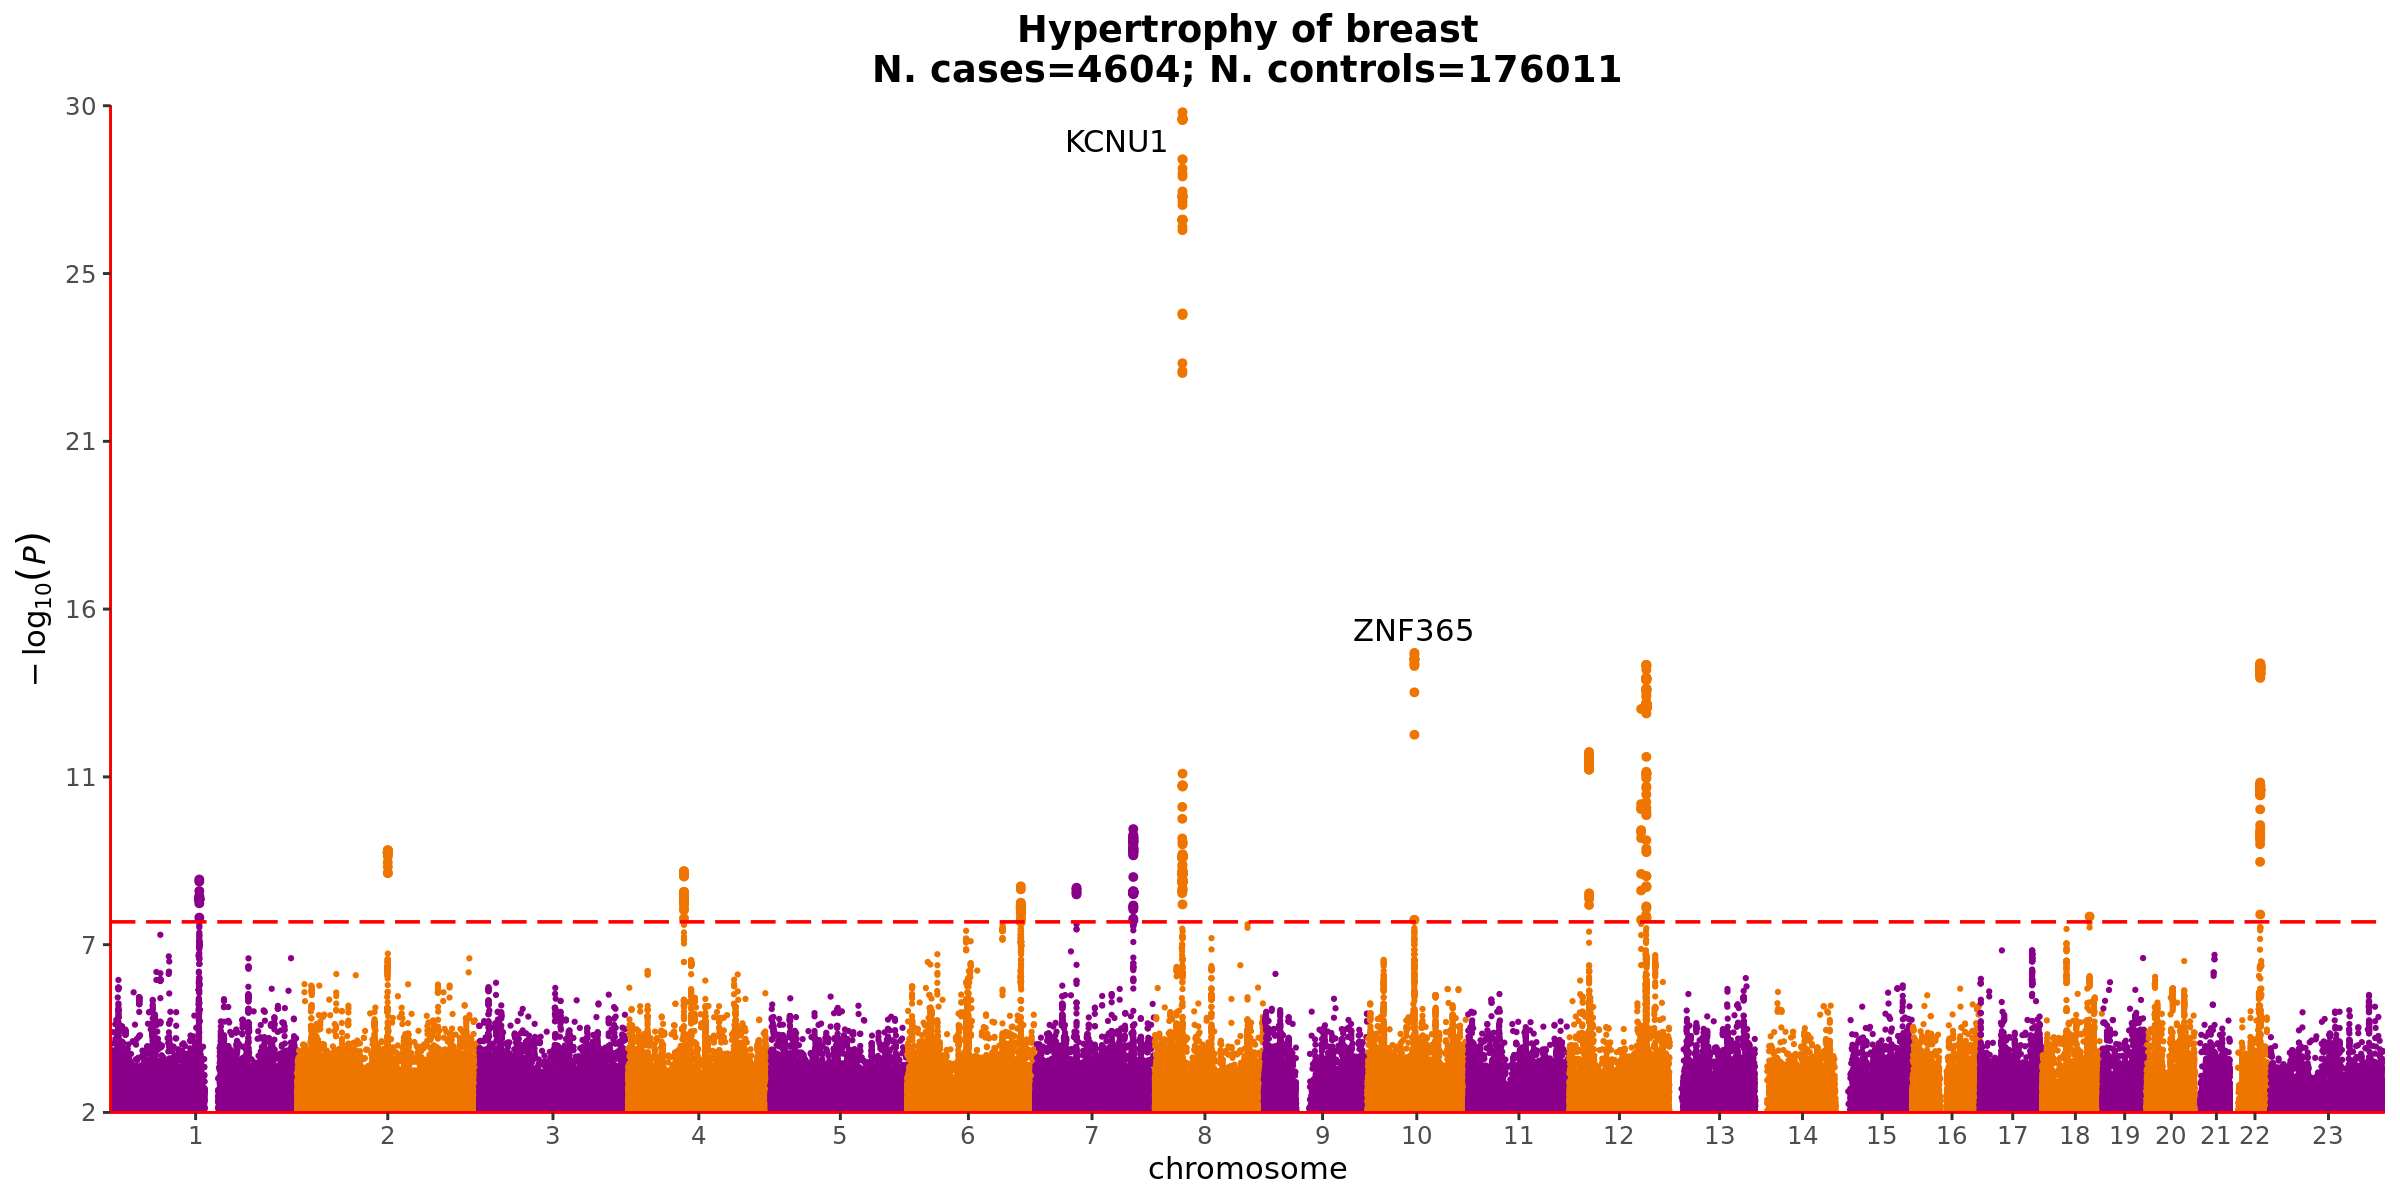 Hypertrophy of breast
N. cases=4604; N. controls=176011
30
25
21
16
11
7
2
−log10(P)
KCNU1
ZNF365
1 2 3 4 5 6 7 8 9 10 11 12 13 14 15 16 17 18 19 20 21 22 23
chromosome